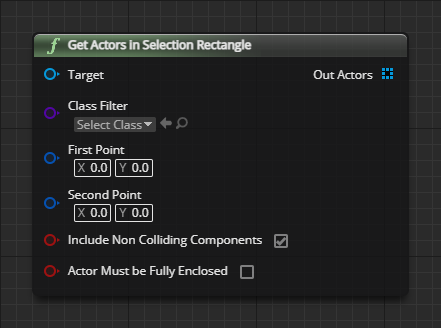 f Get Actors in Selection Rectangle
Target Out Actors
Class Filter
Select Class
First Point
X 0.0 Y 0.0
Second Point
X 0.0 Y 0.0
Include Non Colliding Components
Actor Must be Fully Enclosed